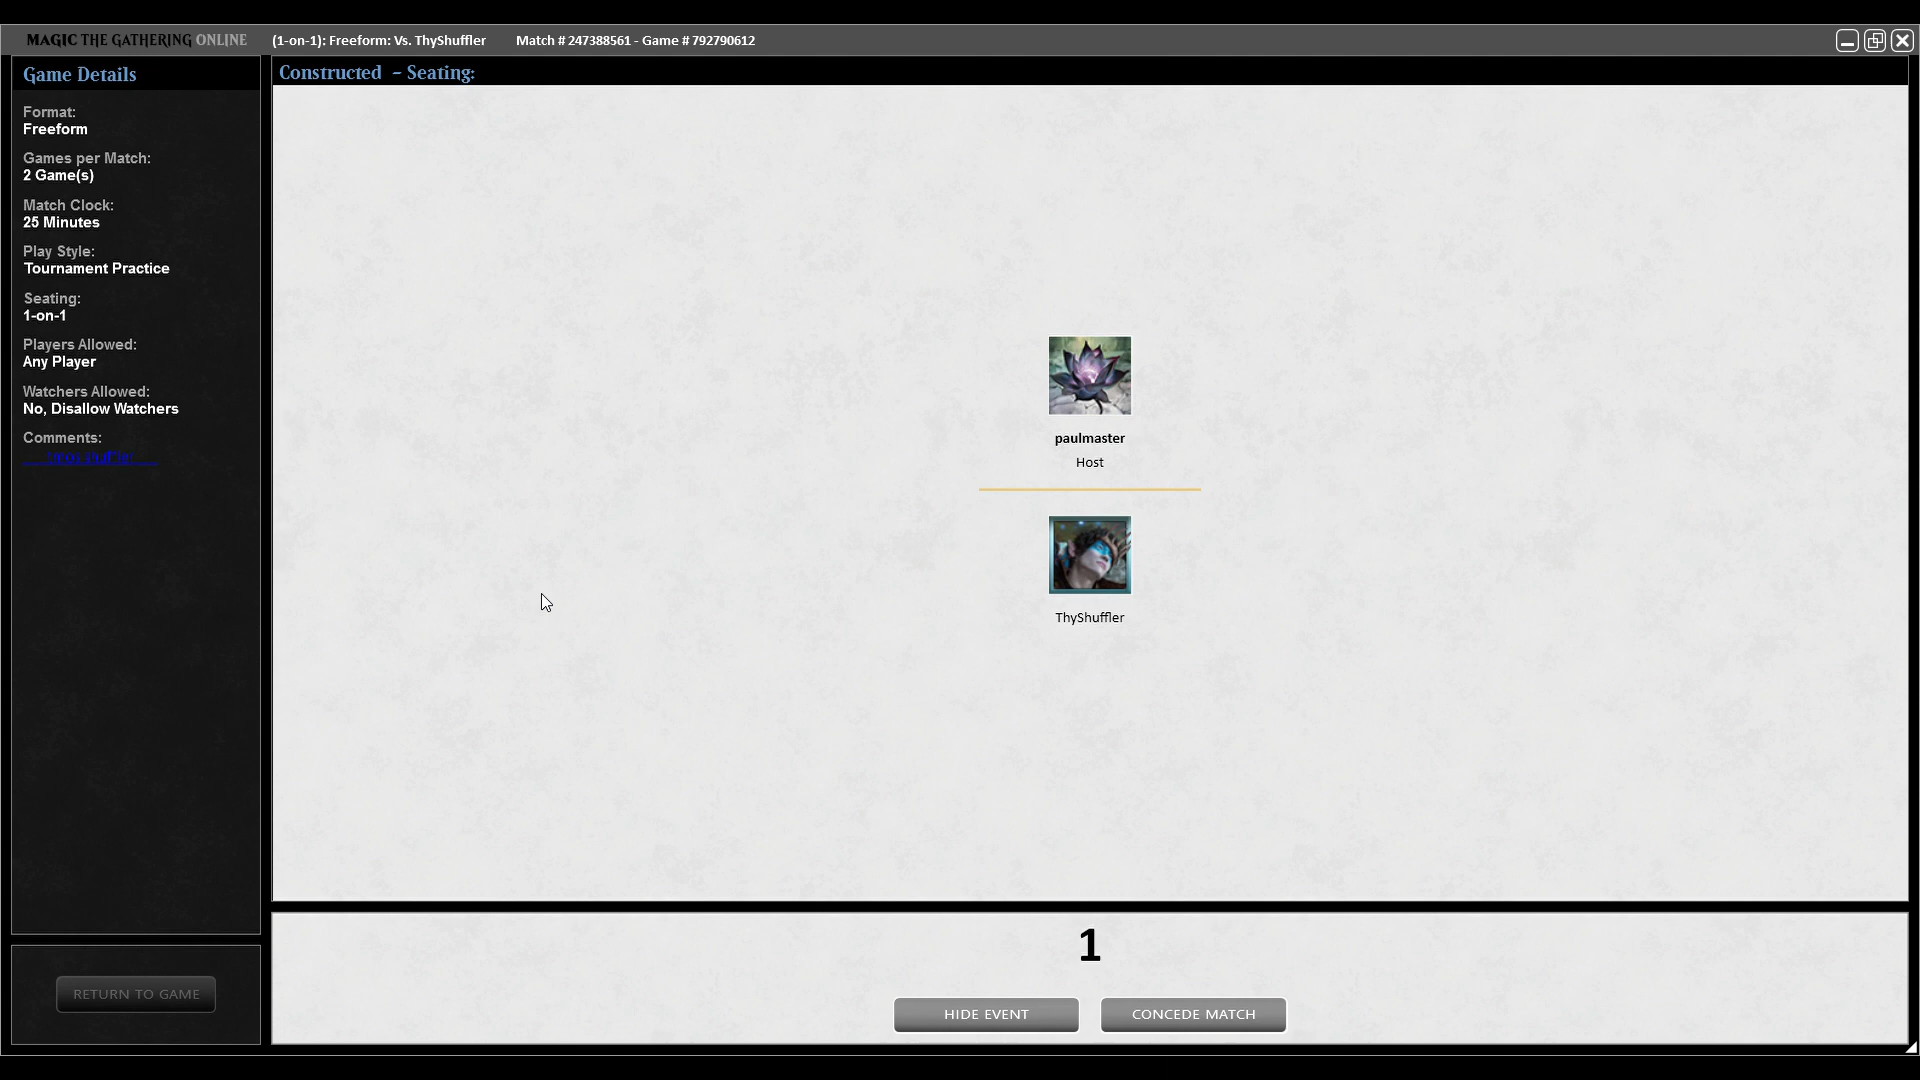 MAGIC THE GATHERING ONLINE
(1-on-1): Freeform: Vs. ThyShuffler
Match # 247388561 - Game # 792790612
Game Details
Format:
Freeform
Games per Match:
2 Game(s)
Match Clock:
25 Minutes
Play Style:
Tournament Practice
Seating:
1-on-1
Players Allowed:
Any Player
Watchers Allowed:
No, Disallow Watchers
Comments:
RETURN TO GAME
Constructed – Seating:
paulmaster
Host
ThyShuffler
1
HIDE EVENT
CONCEDE MATCH